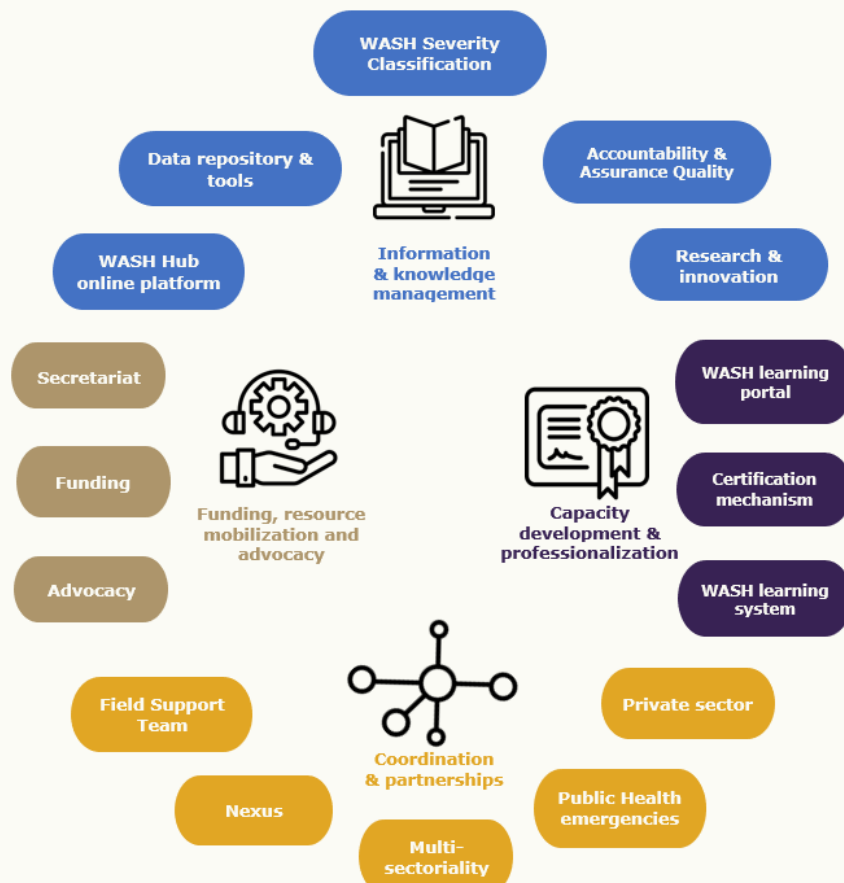 WASH Severity
Classification
Data repository &
tools
Accountability &
Assurance Quality
WASH Hub
online platform
Information
& knowledge
management
Research &
innovation
Secretariat
Funding
Advocacy
Funding, resource
mobilization and
advocacy
Capacity
development &
professionalization
WASH learning
portal
Certification
mechanism
WASH learning
system
Field Support
Team
Nexus
Coordination
& partnerships
Multi-
sectoriality
Public Health
emergencies
Private sector